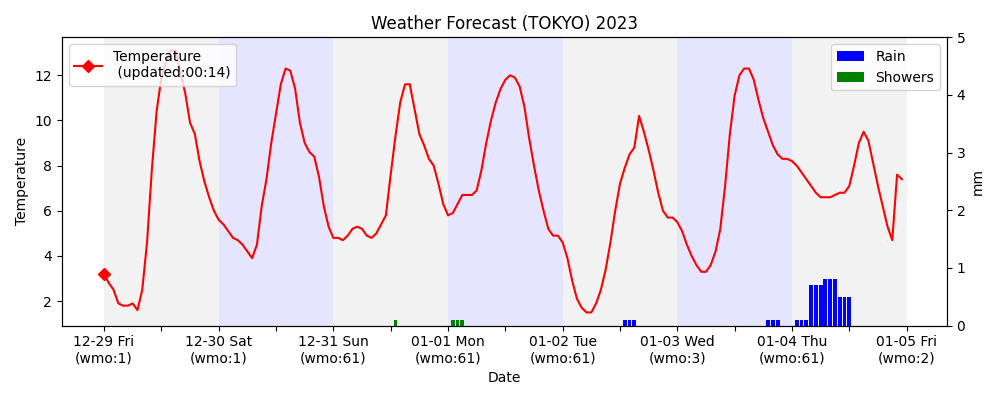 Weather Forecast (TOKYO) 2023
Temperature
(updated:00:14)
Rain
Showers
Temperature
12
10
8
6
4
2
5
4
3
2
1
0
mm
12-29 Fri
(wmo:1)
12-30 Sat
(wmo:1)
12-31 Sun
(wmo:61)
01-01 Mon
(wmo:61)
01-02 Tue
(wmo:61)
01-03 Wed
(wmo:3)
01-04 Thu
(wmo:61)
01-05 Fri
(wmo:2)
Date